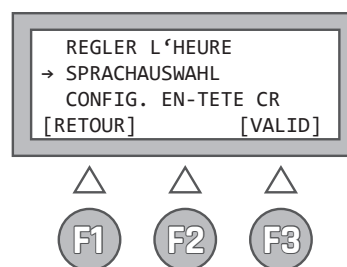 REGLER L‘HEURE
→ SPRACHAUSWAHL
CONFIG. EN-TETE CR
[RETOUR] [VALID]
F1 F2 F3